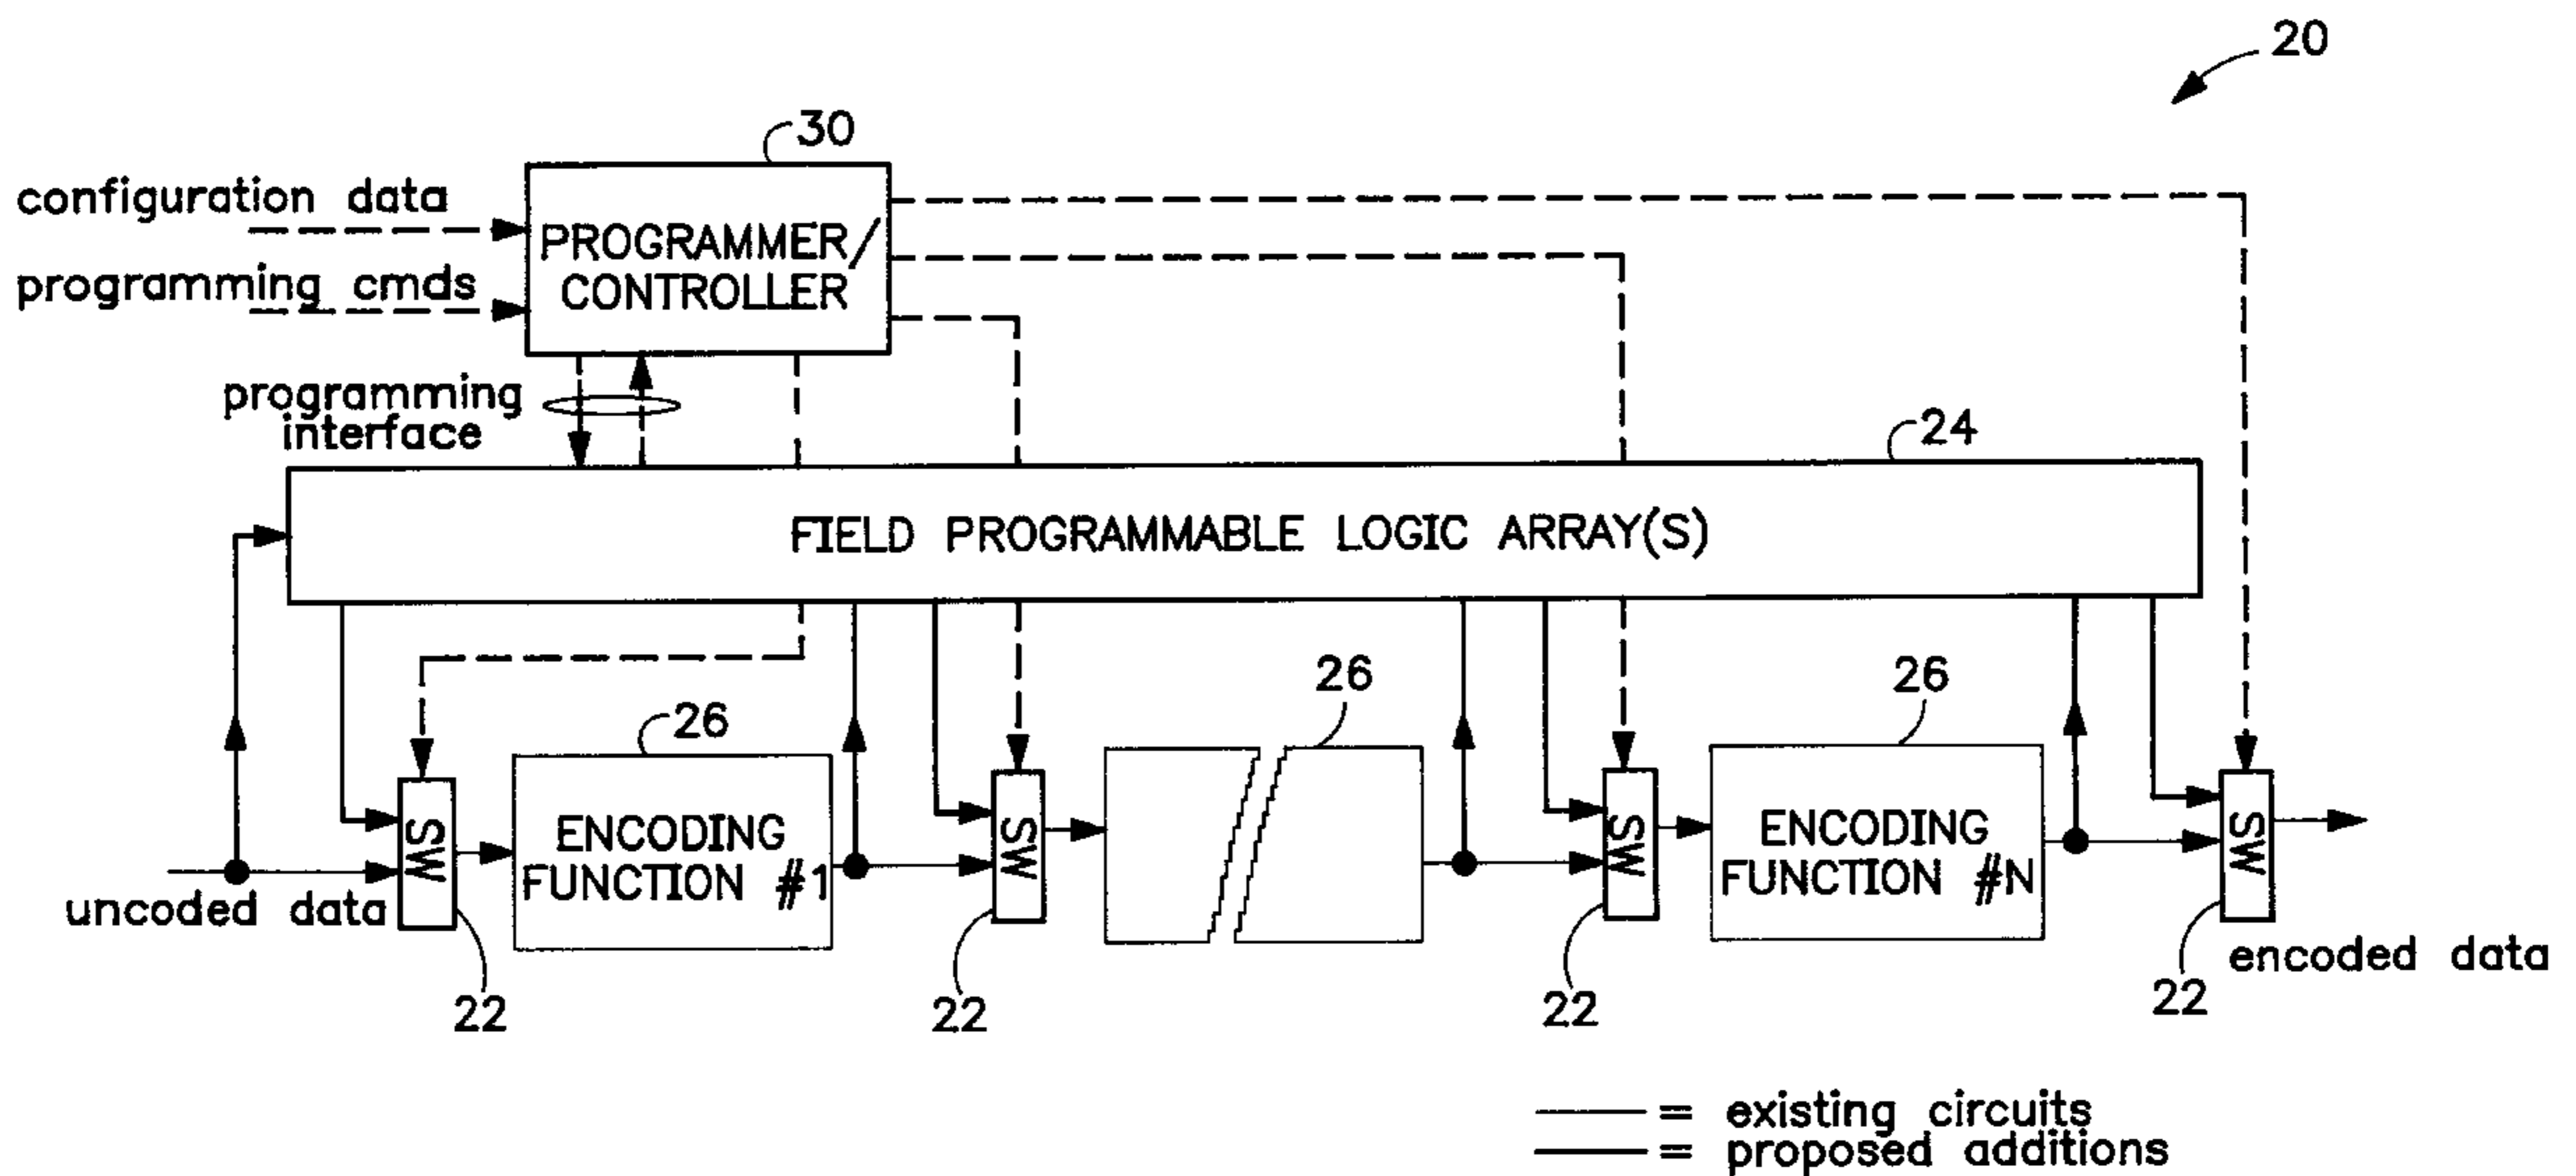 20
30
configuration data
programming cmds
PROGRAMMER/
CONTROLLER
programming
interface
24
FIELD PROGRAMMABLE LOGIC ARRAY(S)
26
26
26
SW
ENCODING
FUNCTION #1
SW
SW
ENCODING
FUNCTION #N
SW
uncoded data
encoded data
22
22
22
22
= existing circuits
= proposed additions